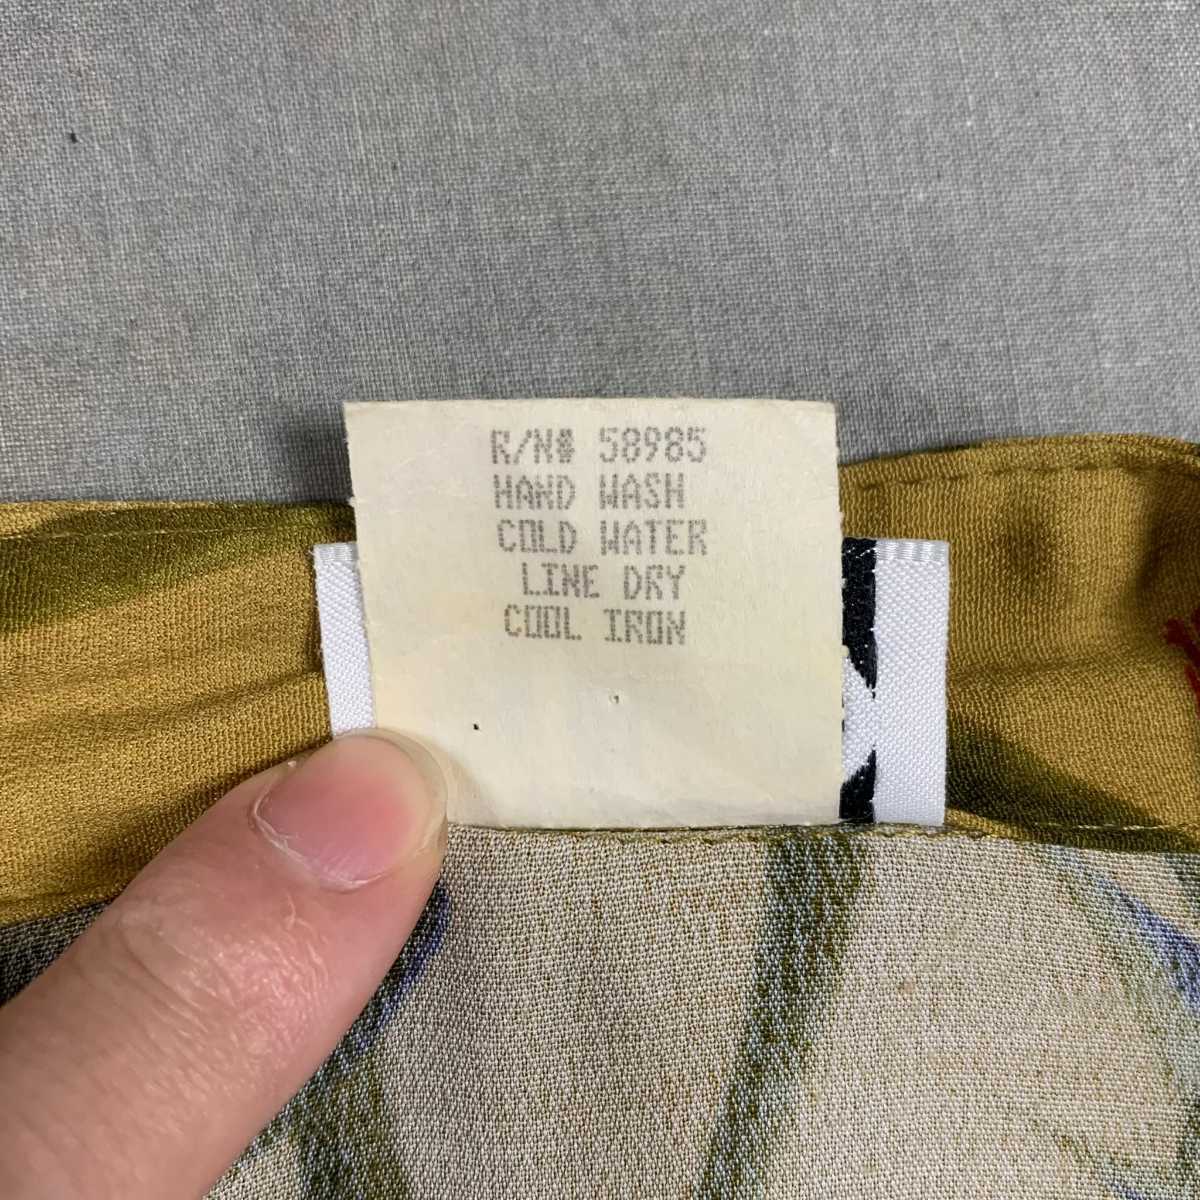 R/N# 58985
HAND WASH
COLD WATER
LINE DRY
COOL IRON